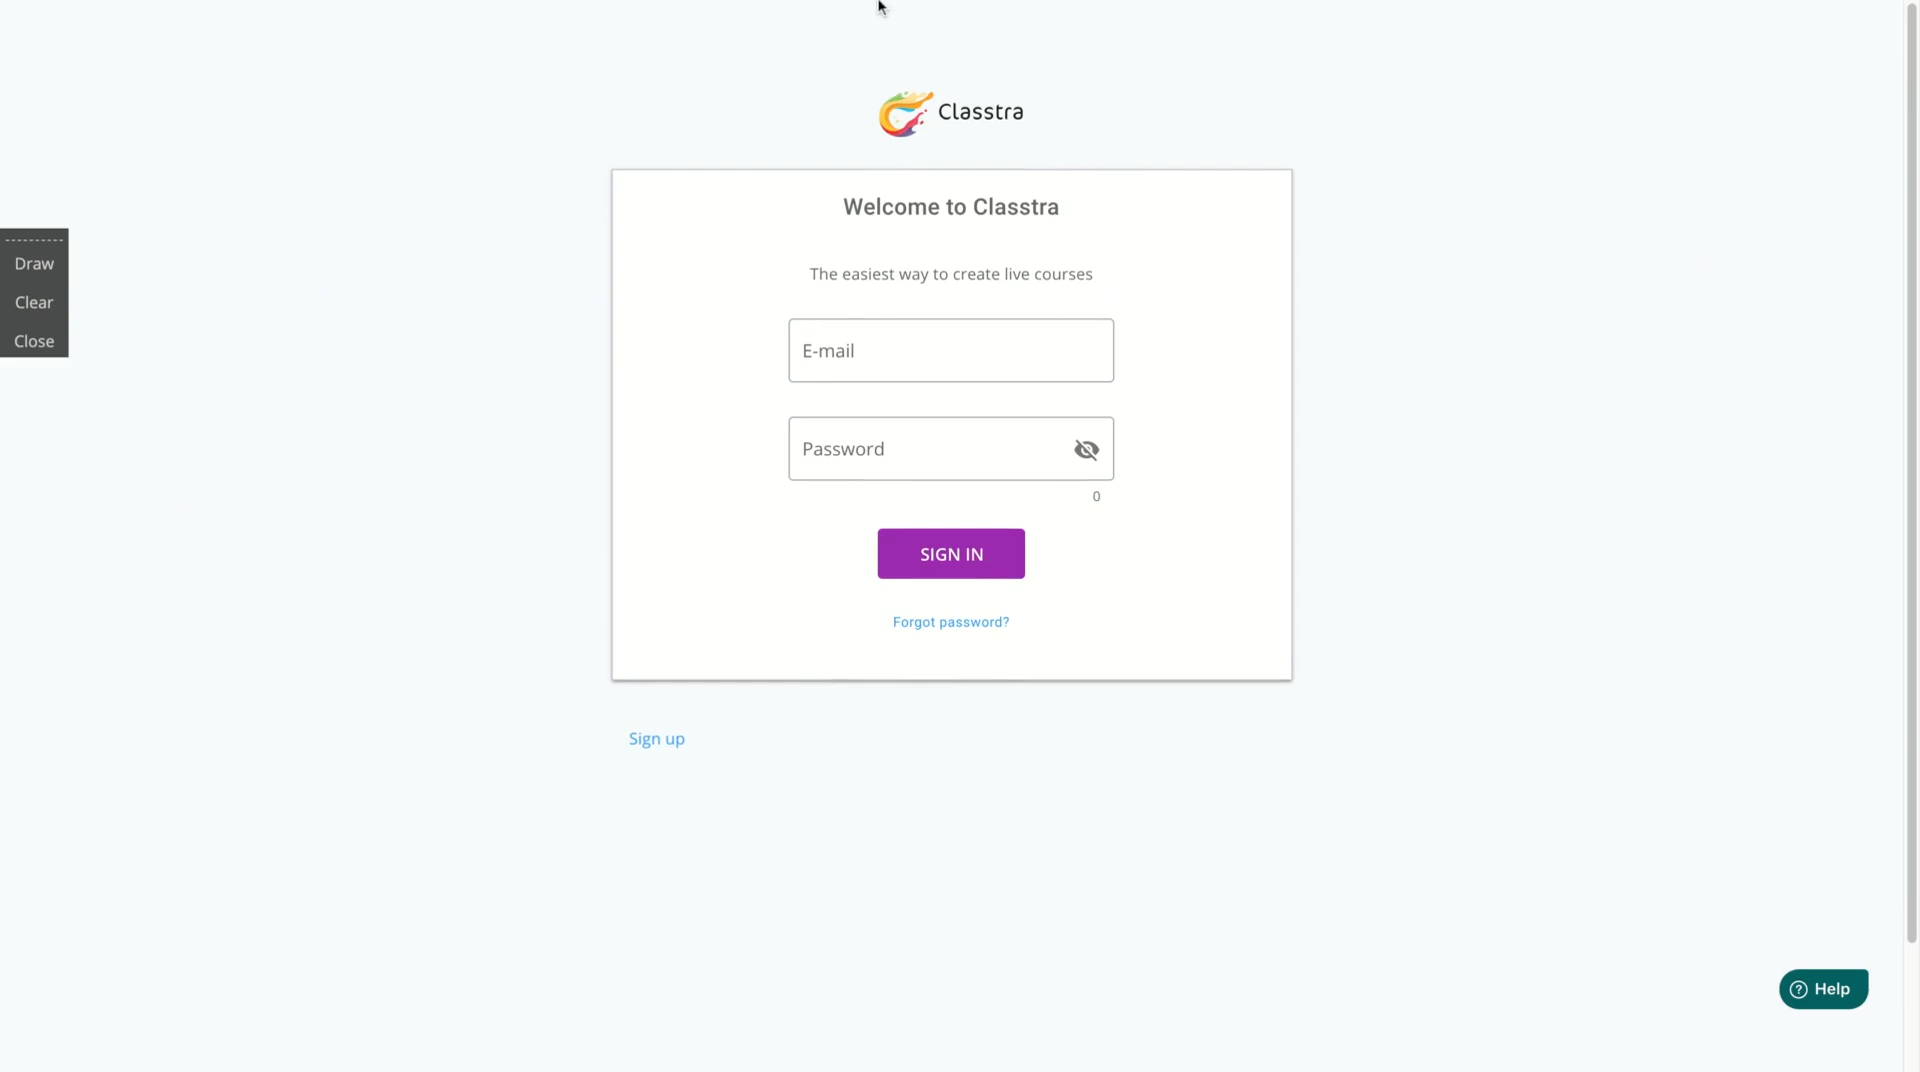 Classtra
Welcome to Classtra
The easiest way to create live courses
Draw
Clear
Close
E-mail
Password
0
SIGN IN
Forgot password?
Sign up
? Help